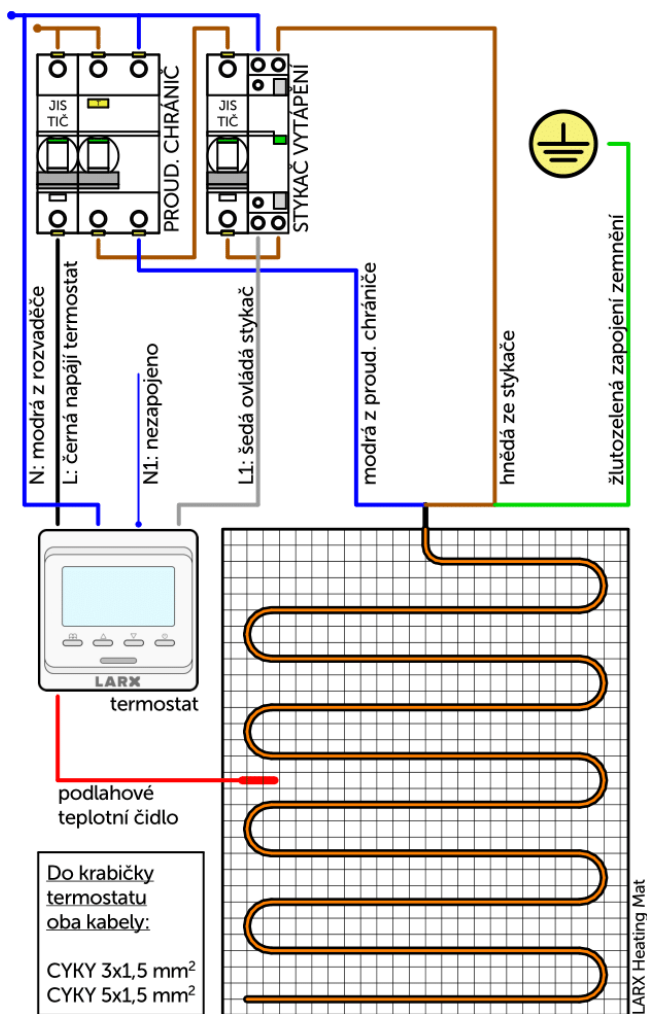 JIS
TIČ
T
PROUD. CHRÁNIČ
JIS
TIČ
STYKAČ VYTÁPĚNÍ
N: modrá z rozvaděče
L: černá napájí termostat
N1: nezapojeno
L1: šedá ovládá stykač
modrá z proud. chrániče
hnědá ze stykače
žlutozelená zapojení zemnění
LARX
termostat
podlahové
teplotní čidlo
Do krabičky
termostatu
oba kabely:
CYKY 3x1,5 mm²
CYKY 5x1,5 mm²
LARX Heating Mat